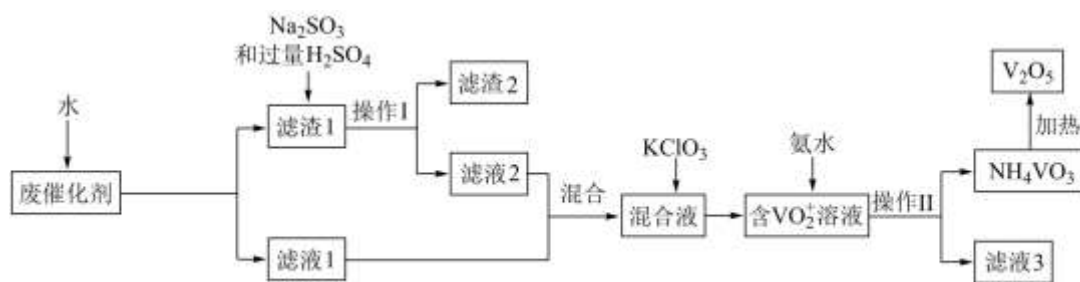 Na₂SO₃
和过量H₂SO₄
水
废催化剂
滤渣1
操作I
滤渣2
滤液2
滤液1
混合
KClO₃
混合液
氨水
含VO₂⁺溶液
操作II
V₂O₅
加热
NH₄VO₃
滤液3